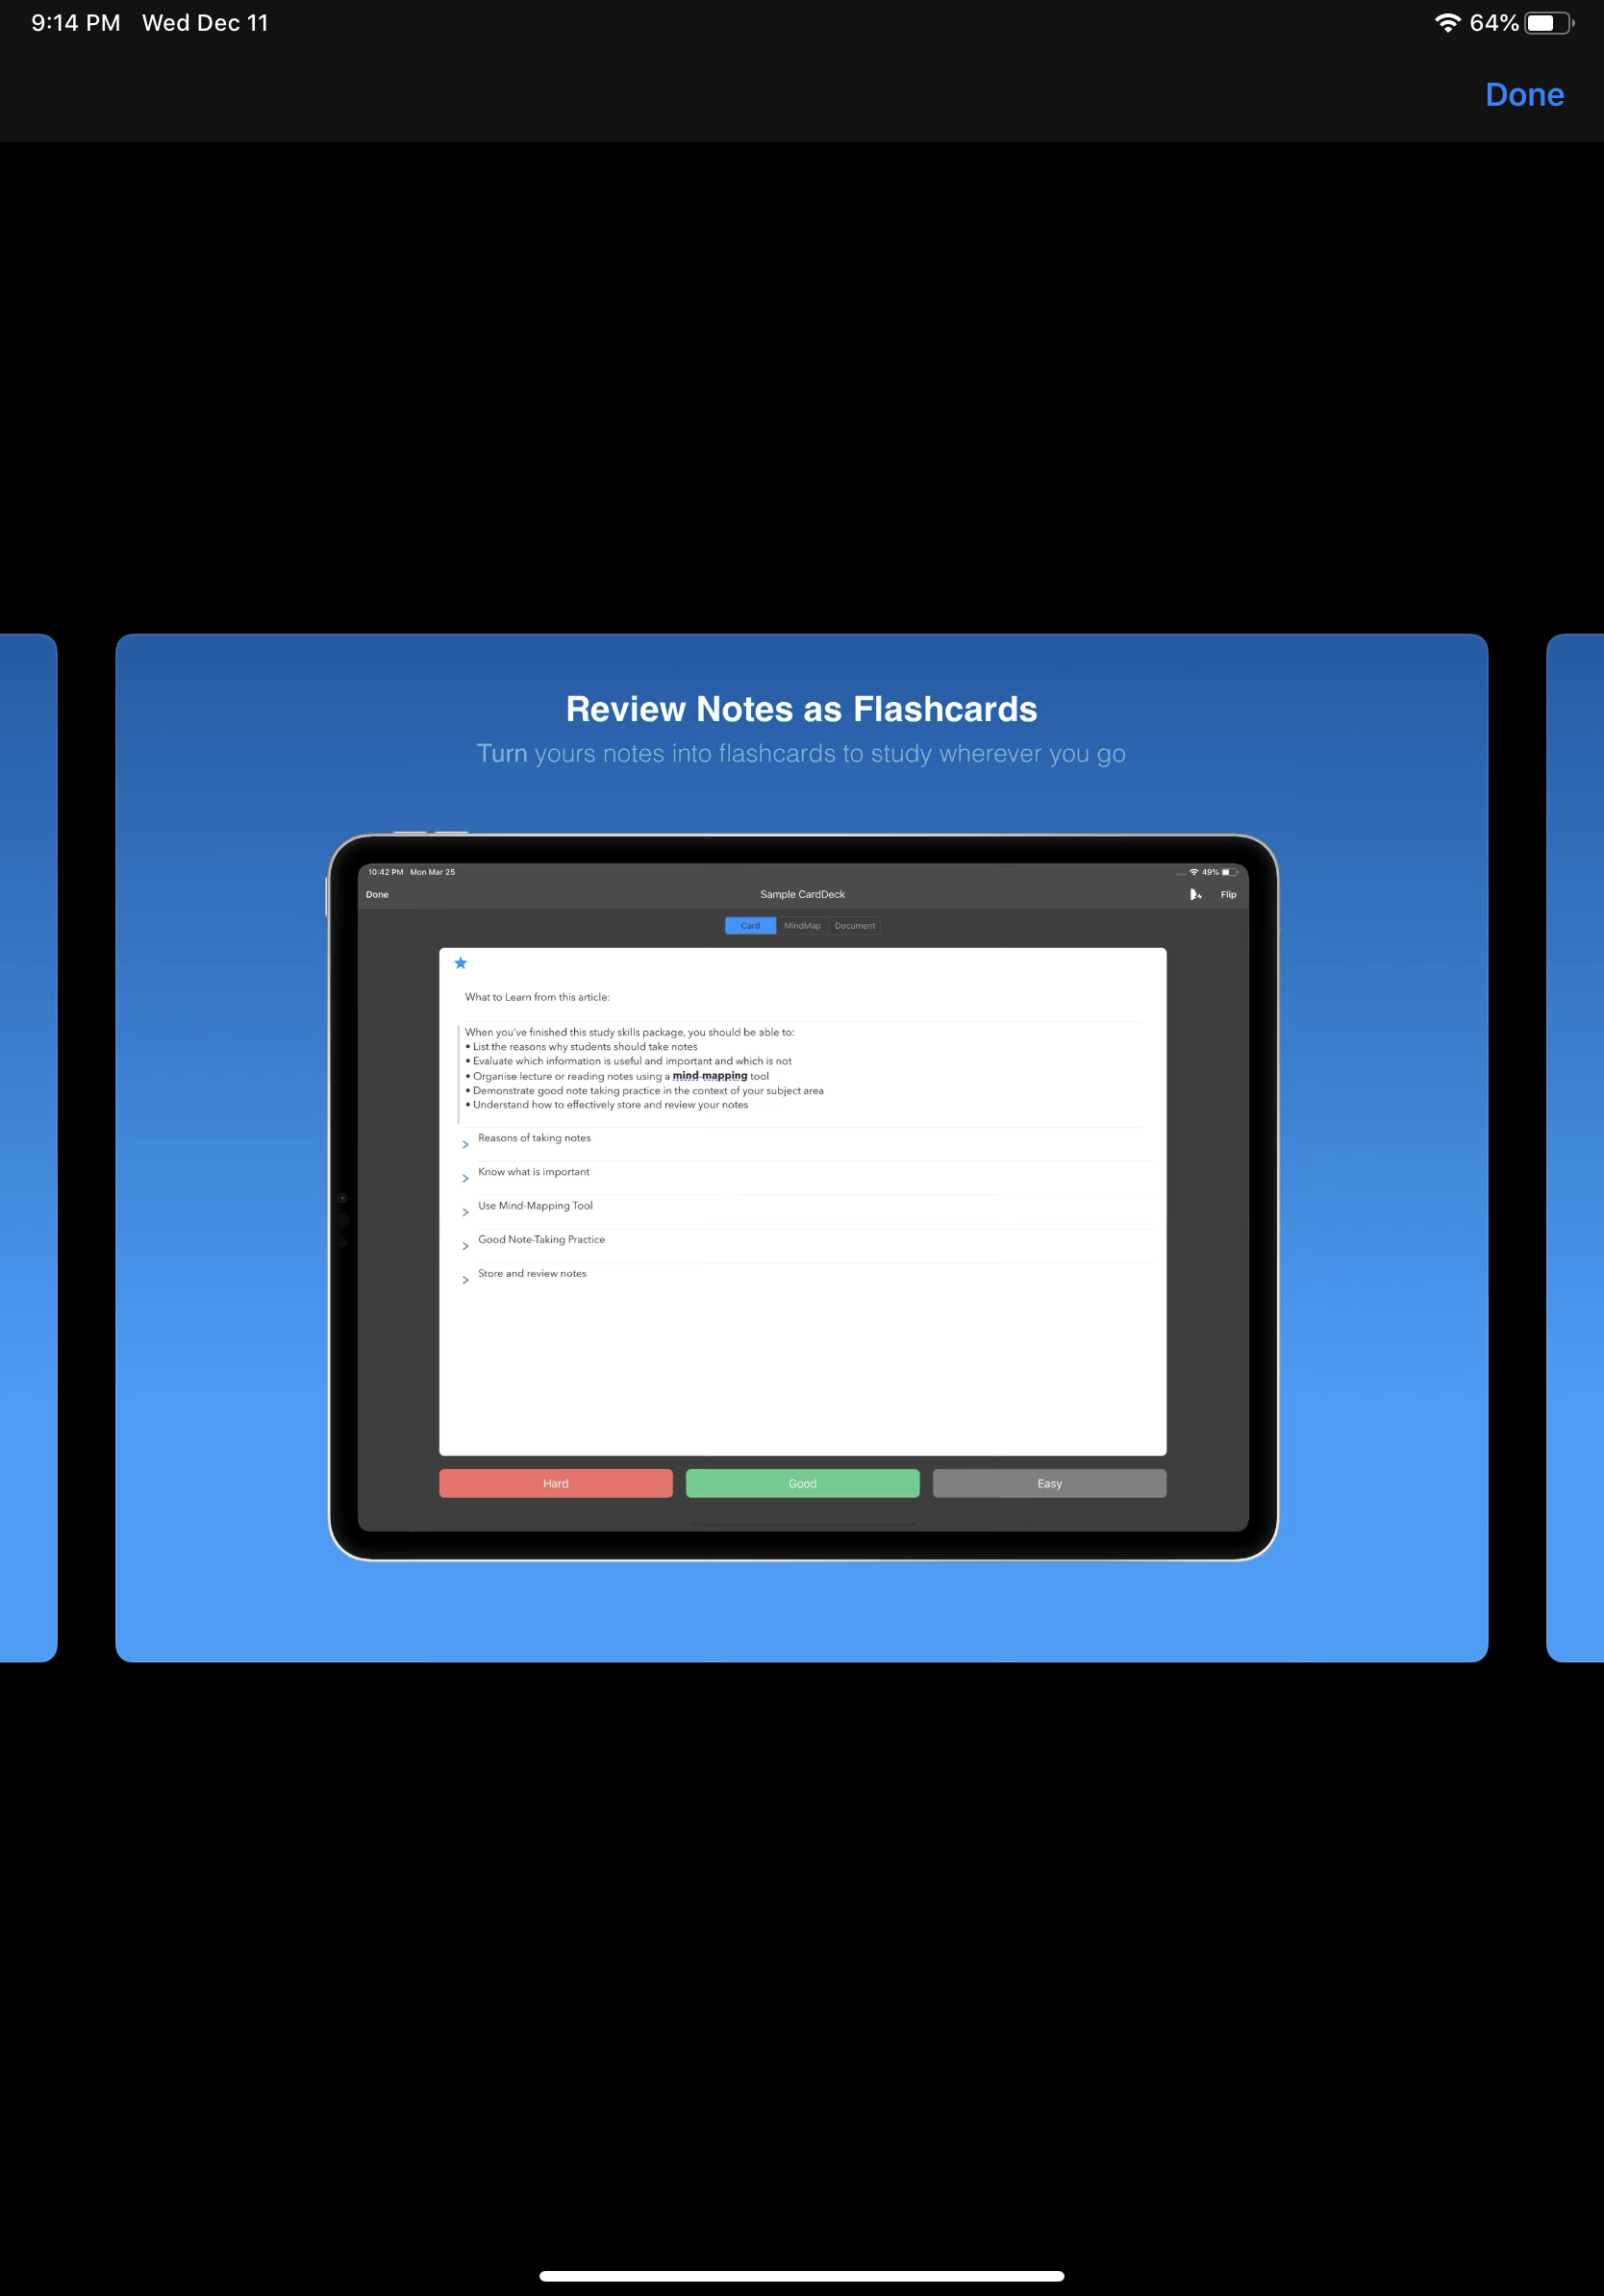 9:14 PM Wed Dec 11 64%
Done
Review Notes as Flashcards
Turn yours notes into flashcards to study wherever you go
10:42 PM Mon Mar 25 49%
Done Sample CardDeck Flip
Card MindMap Document
What to Learn from this article:
When you've finished this study skills package, you should be able to:
• List the reasons why students should take notes
• Evaluate which information is useful and important and which is not
• Organise lecture or reading notes using a mind-mapping tool
• Demonstrate good note taking practice in the context of your subject area
• Understand how to effectively store and review your notes
> Reasons of taking notes
> Know what is important
> Use Mind-Mapping Tool
> Good Note-Taking Practice
> Store and review notes
Hard Good Easy